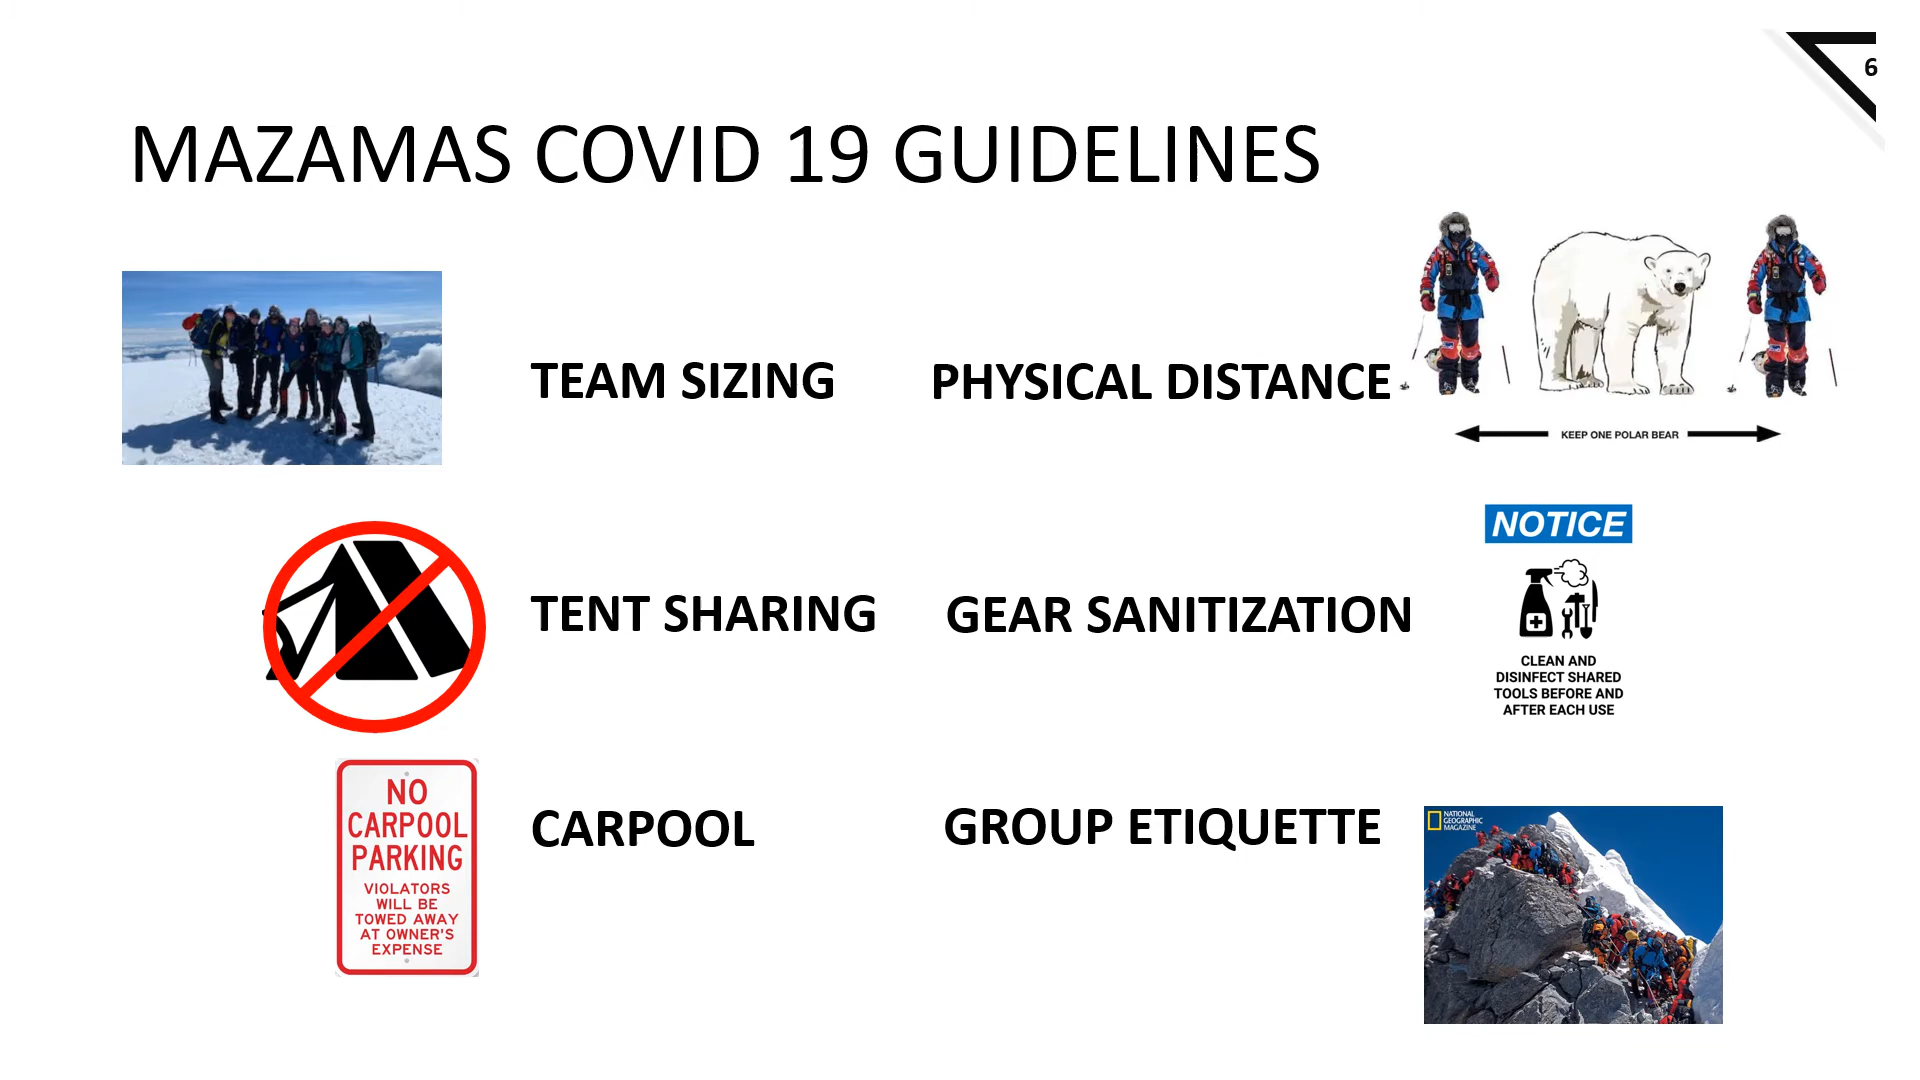 6
MAZAMAS COVID 19 GUIDELINES
TEAM SIZING
PHYSICAL DISTANCE
KEEP ONE POLAR BEAR
TENT SHARING
GEAR SANITIZATION
NOTICE
CLEAN AND
DISINFECT SHARED
TOOLS BEFORE AND
AFTER EACH USE
NO
CARPOOL
PARKING
VIOLATORS
WILL BE
TOWED AWAY
AT OWNER'S
EXPENSE
CARPOOL
GROUP ETIQUETTE
NATIONAL
GEOGRAPHIC
MAGAZINE